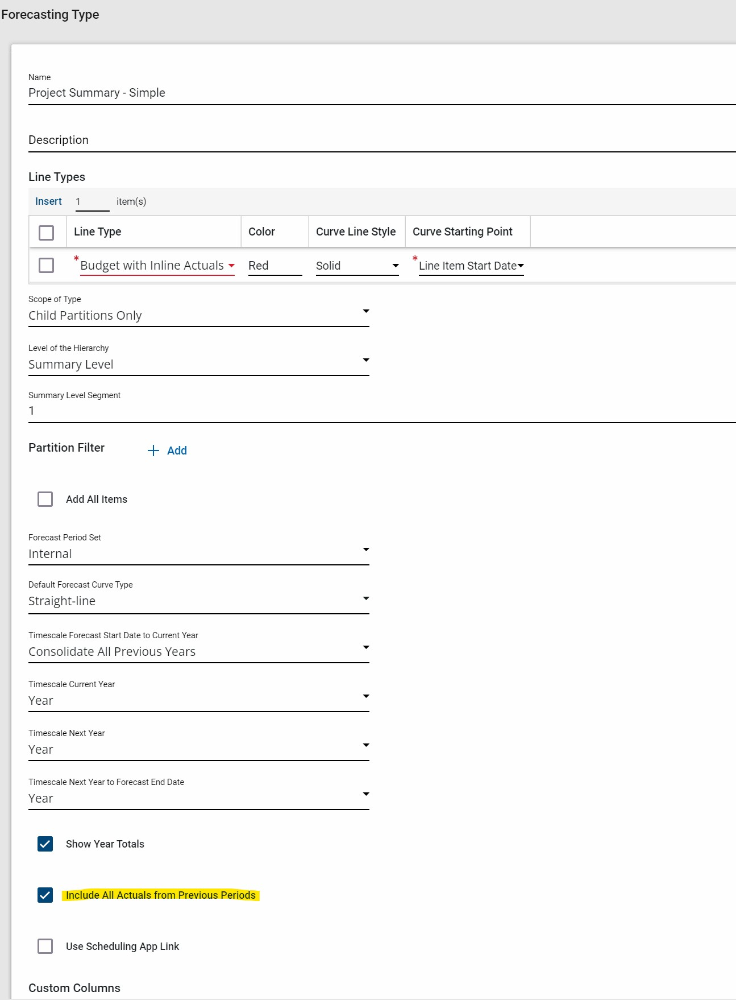 Forecasting Type
Name
Project Summary - Simple
Description
Line Types
Insert 1 item(s)
Line Type Color Curve Line Style Curve Starting Point
* Budget with Inline Actuals Red Solid * Line Item Start Date
Scope of Type
Child Partitions Only
Level of the Hierarchy
Summary Level
Summary Level Segment
1
Partition Filter + Add
Add All Items
Forecast Period Set
Internal
Default Forecast Curve Type
Straight-line
Timescale Forecast Start Date to Current Year
Consolidate All Previous Years
Timescale Current Year
Year
Timescale Next Year
Year
Timescale Next Year to Forecast End Date
Year
Show Year Totals
Include All Actuals from Previous Periods
Use Scheduling App Link
Custom Columns